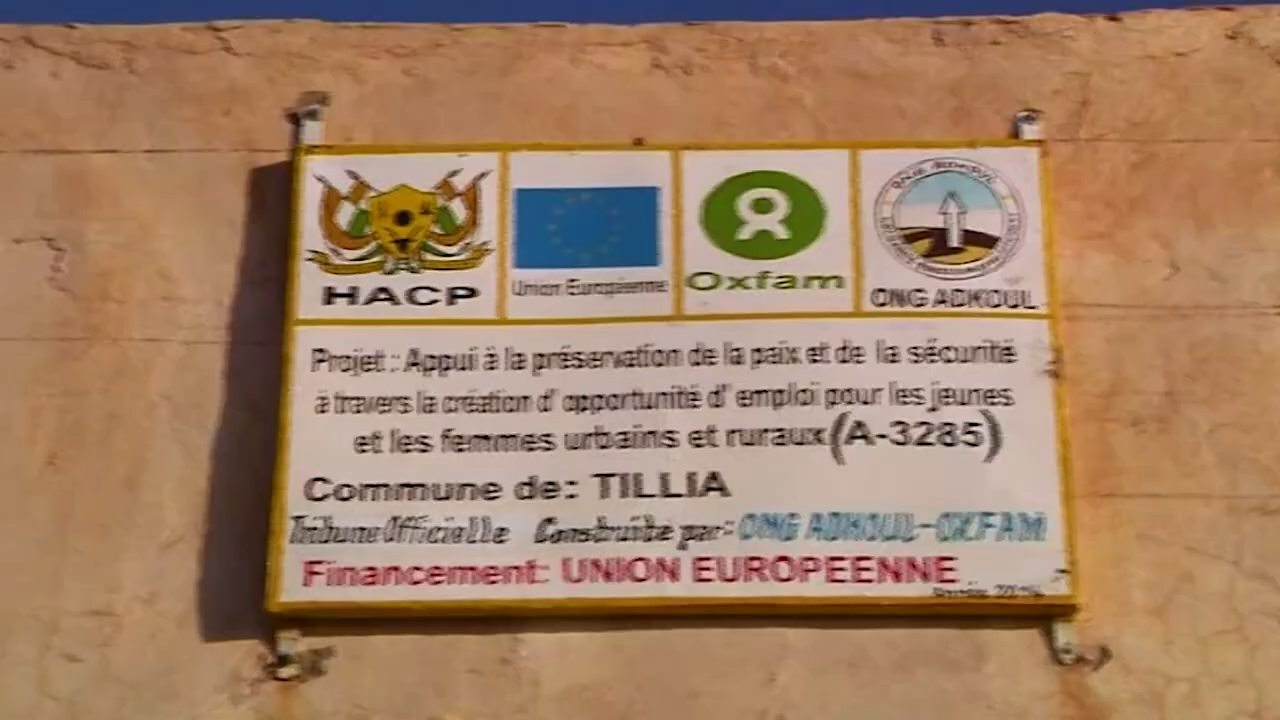 HACP
Union Européenne
Oxfam
ONG ADKOUL
Projet : Appui à la préservation de la paix et de la sécurité
à travers la création d' opportunité d' emploi pour les jeunes
et les femmes urbains et ruraux (A-3285)
Commune de: TILLIA
Tribune Officielle Construite par: ONG ADKOUL-OXFAM
Financement: UNION EUROPEENNE